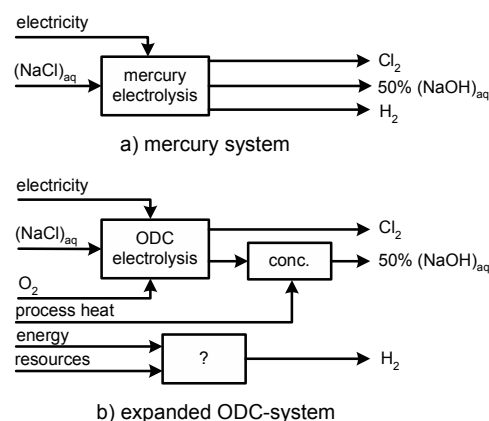 electricity
(NaCl)aq
mercury
electrolysis
Cl2
50% (NaOH)aq
H2
a) mercury system
electricity
(NaCl)aq
ODC
electrolysis
O2
process heat
conc.
Cl2
50% (NaOH)aq
energy
resources
?
H2
b) expanded ODC-system